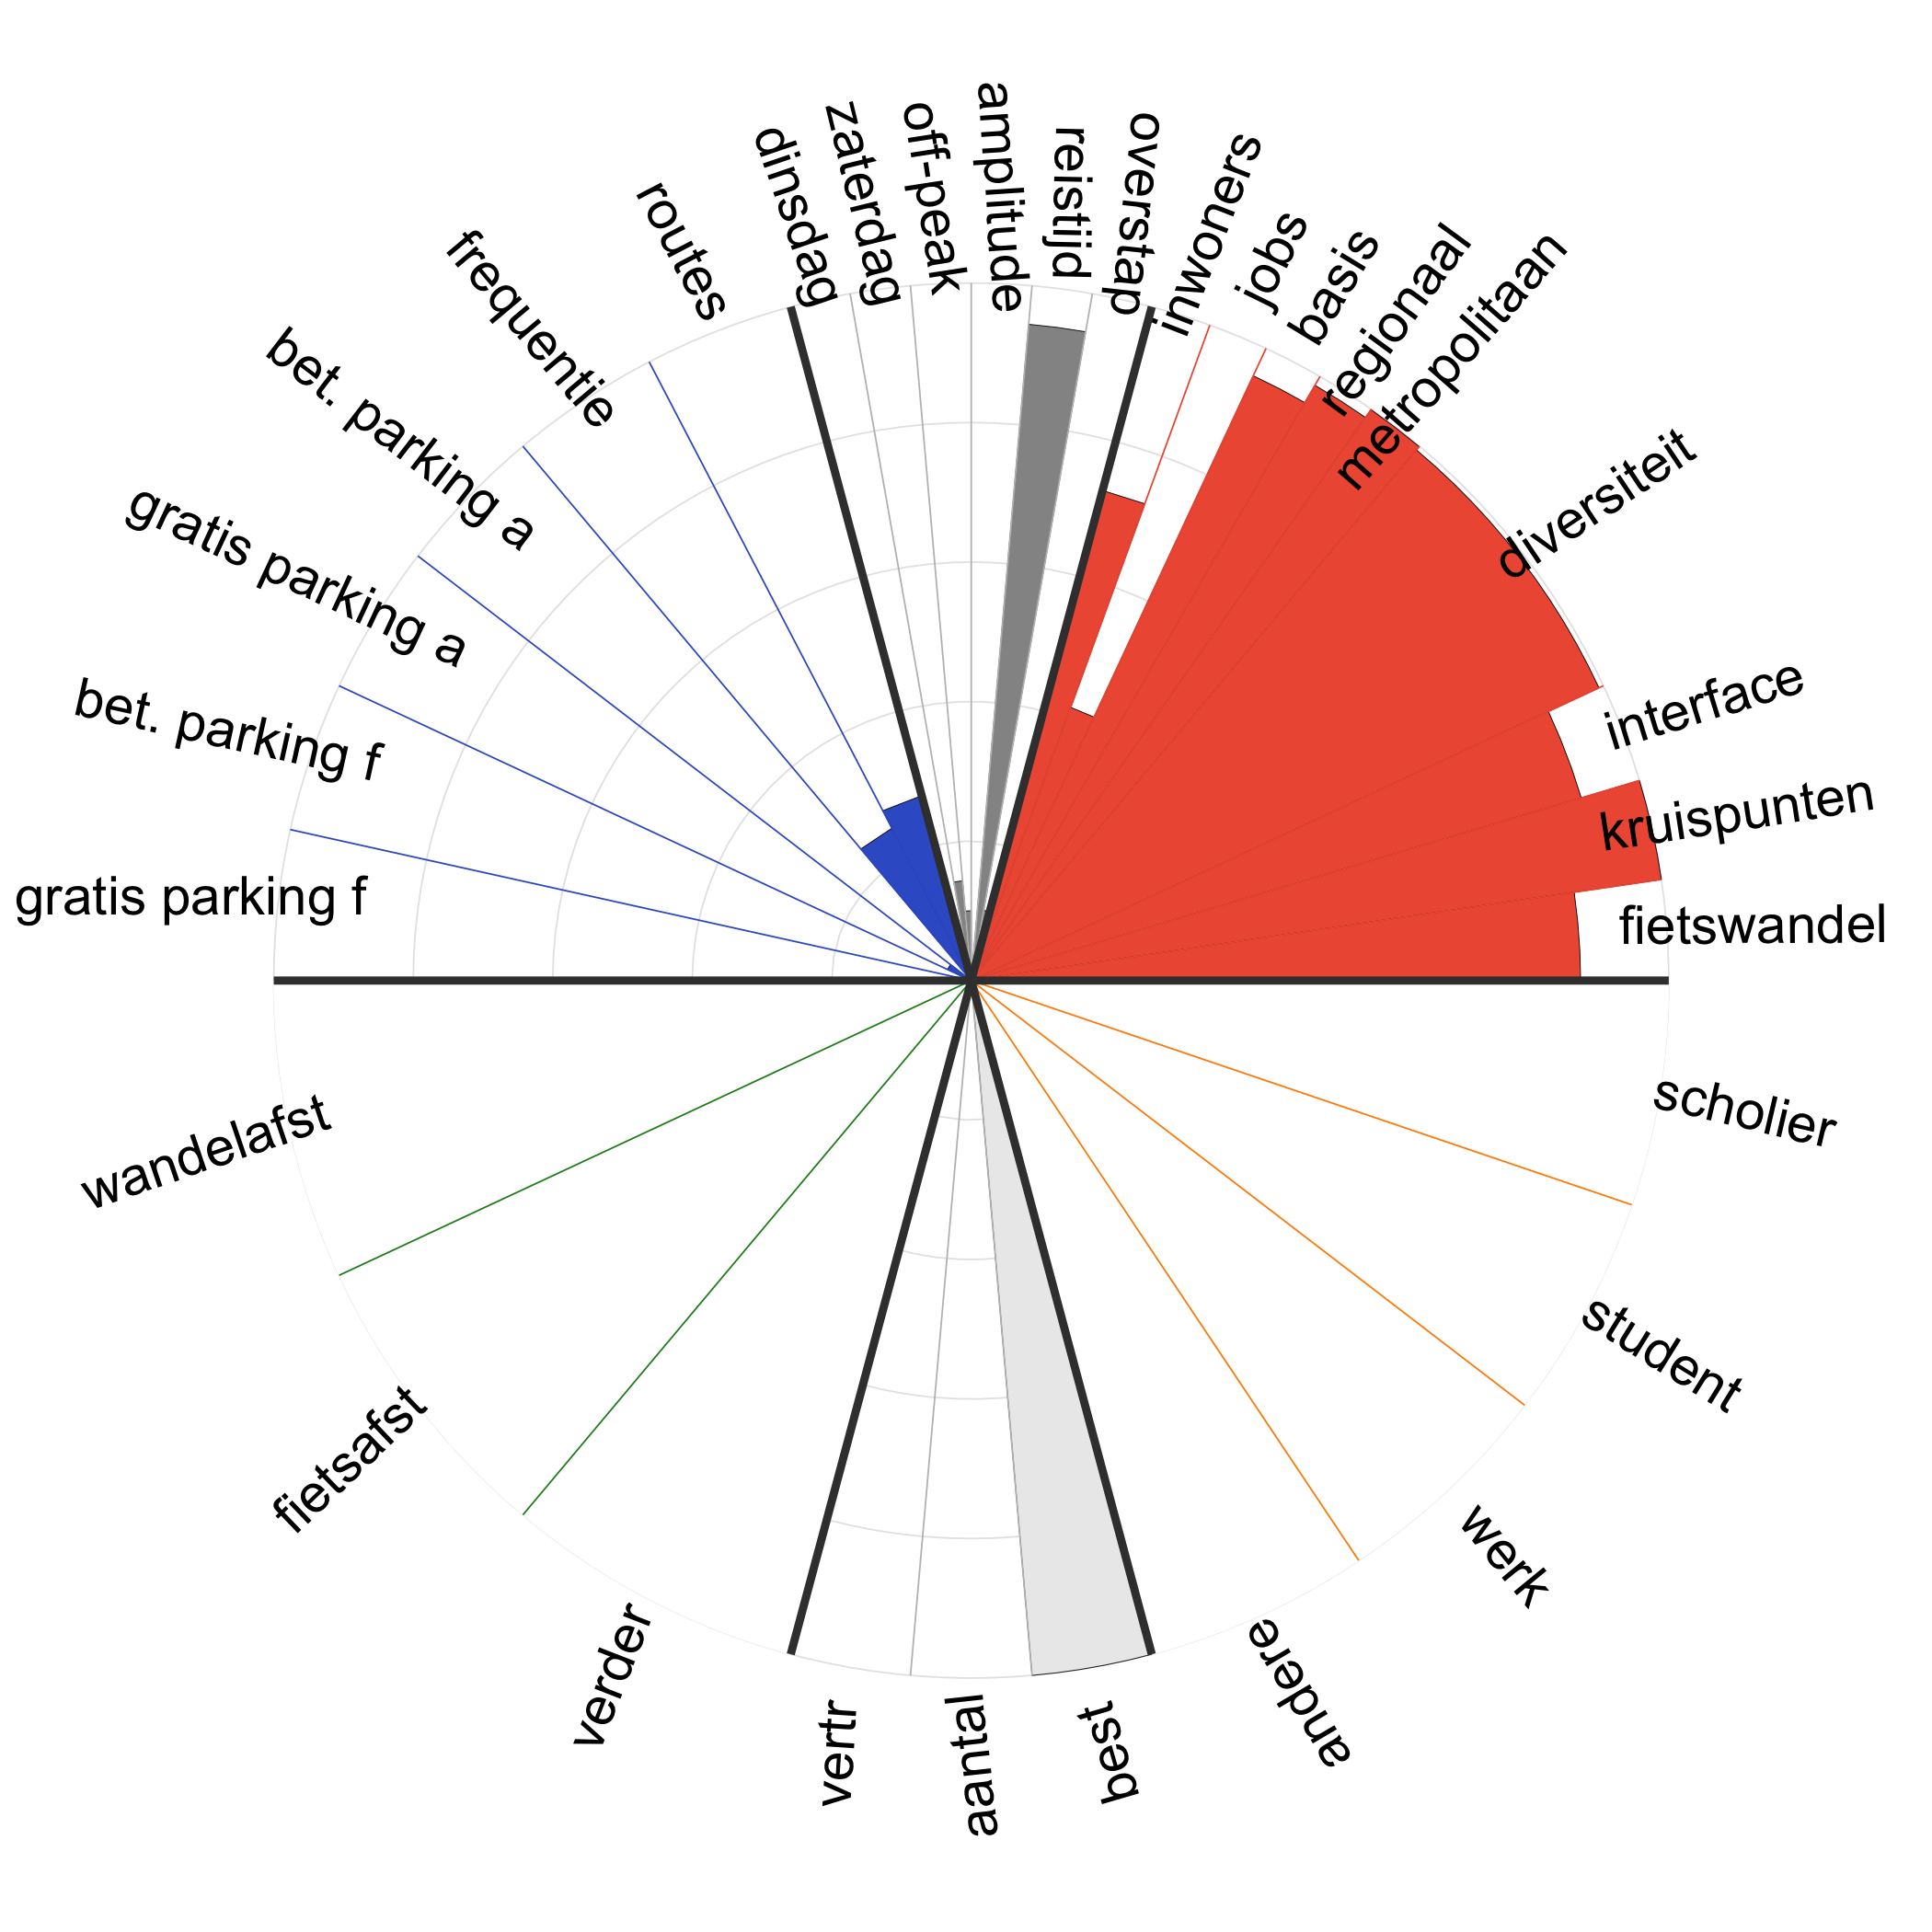 dinsdag
zaterdag
off-peak
amplitude
reistijd
overstap
inwoners
jobs
basis
regionaal
metropolitaan
diversiteit
interface
kruispunten
fietswandel
scholier
student
werk
andere
best
aantal
vertr
verder
fietsafst
wandelafst
gratis parking f
bet. parking f
gratis parking a
bet. parking a
frequentie
routes